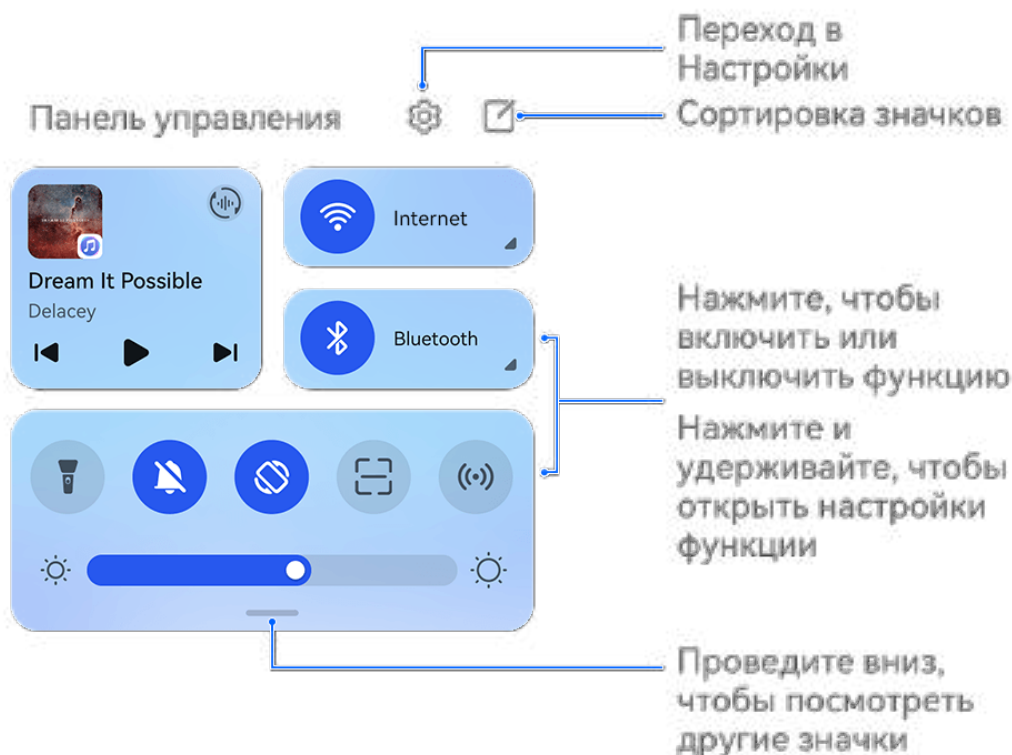 Переход в
Настройки
Панель управления
Сортировка значков
Internet
Dream It Possible
Delacey
Bluetooth
Нажмите, чтобы
включить или
выключить функцию
Нажмите и
удерживайте, чтобы
открыть настройки
функции
Проведите вниз,
чтобы посмотреть
другие значки